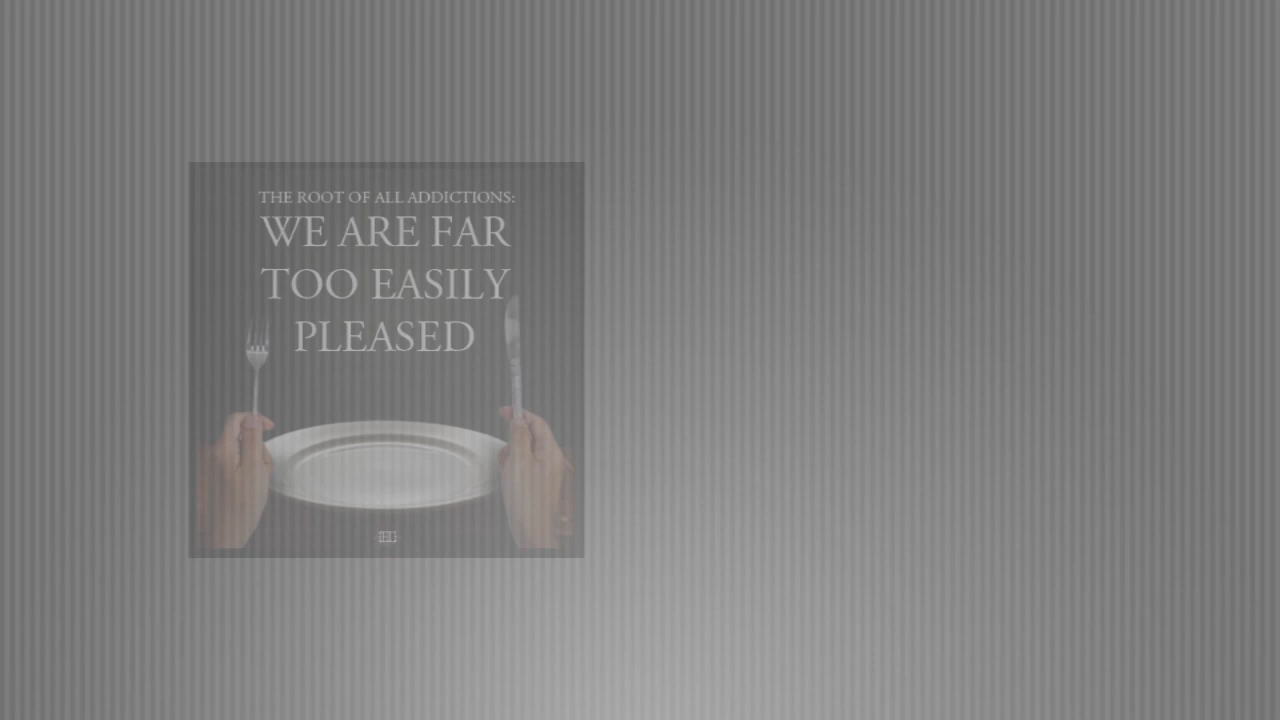 THE ROOT OF ALL ADDICTIONS:
WE ARE FAR
TOO EASILY
PLEASED